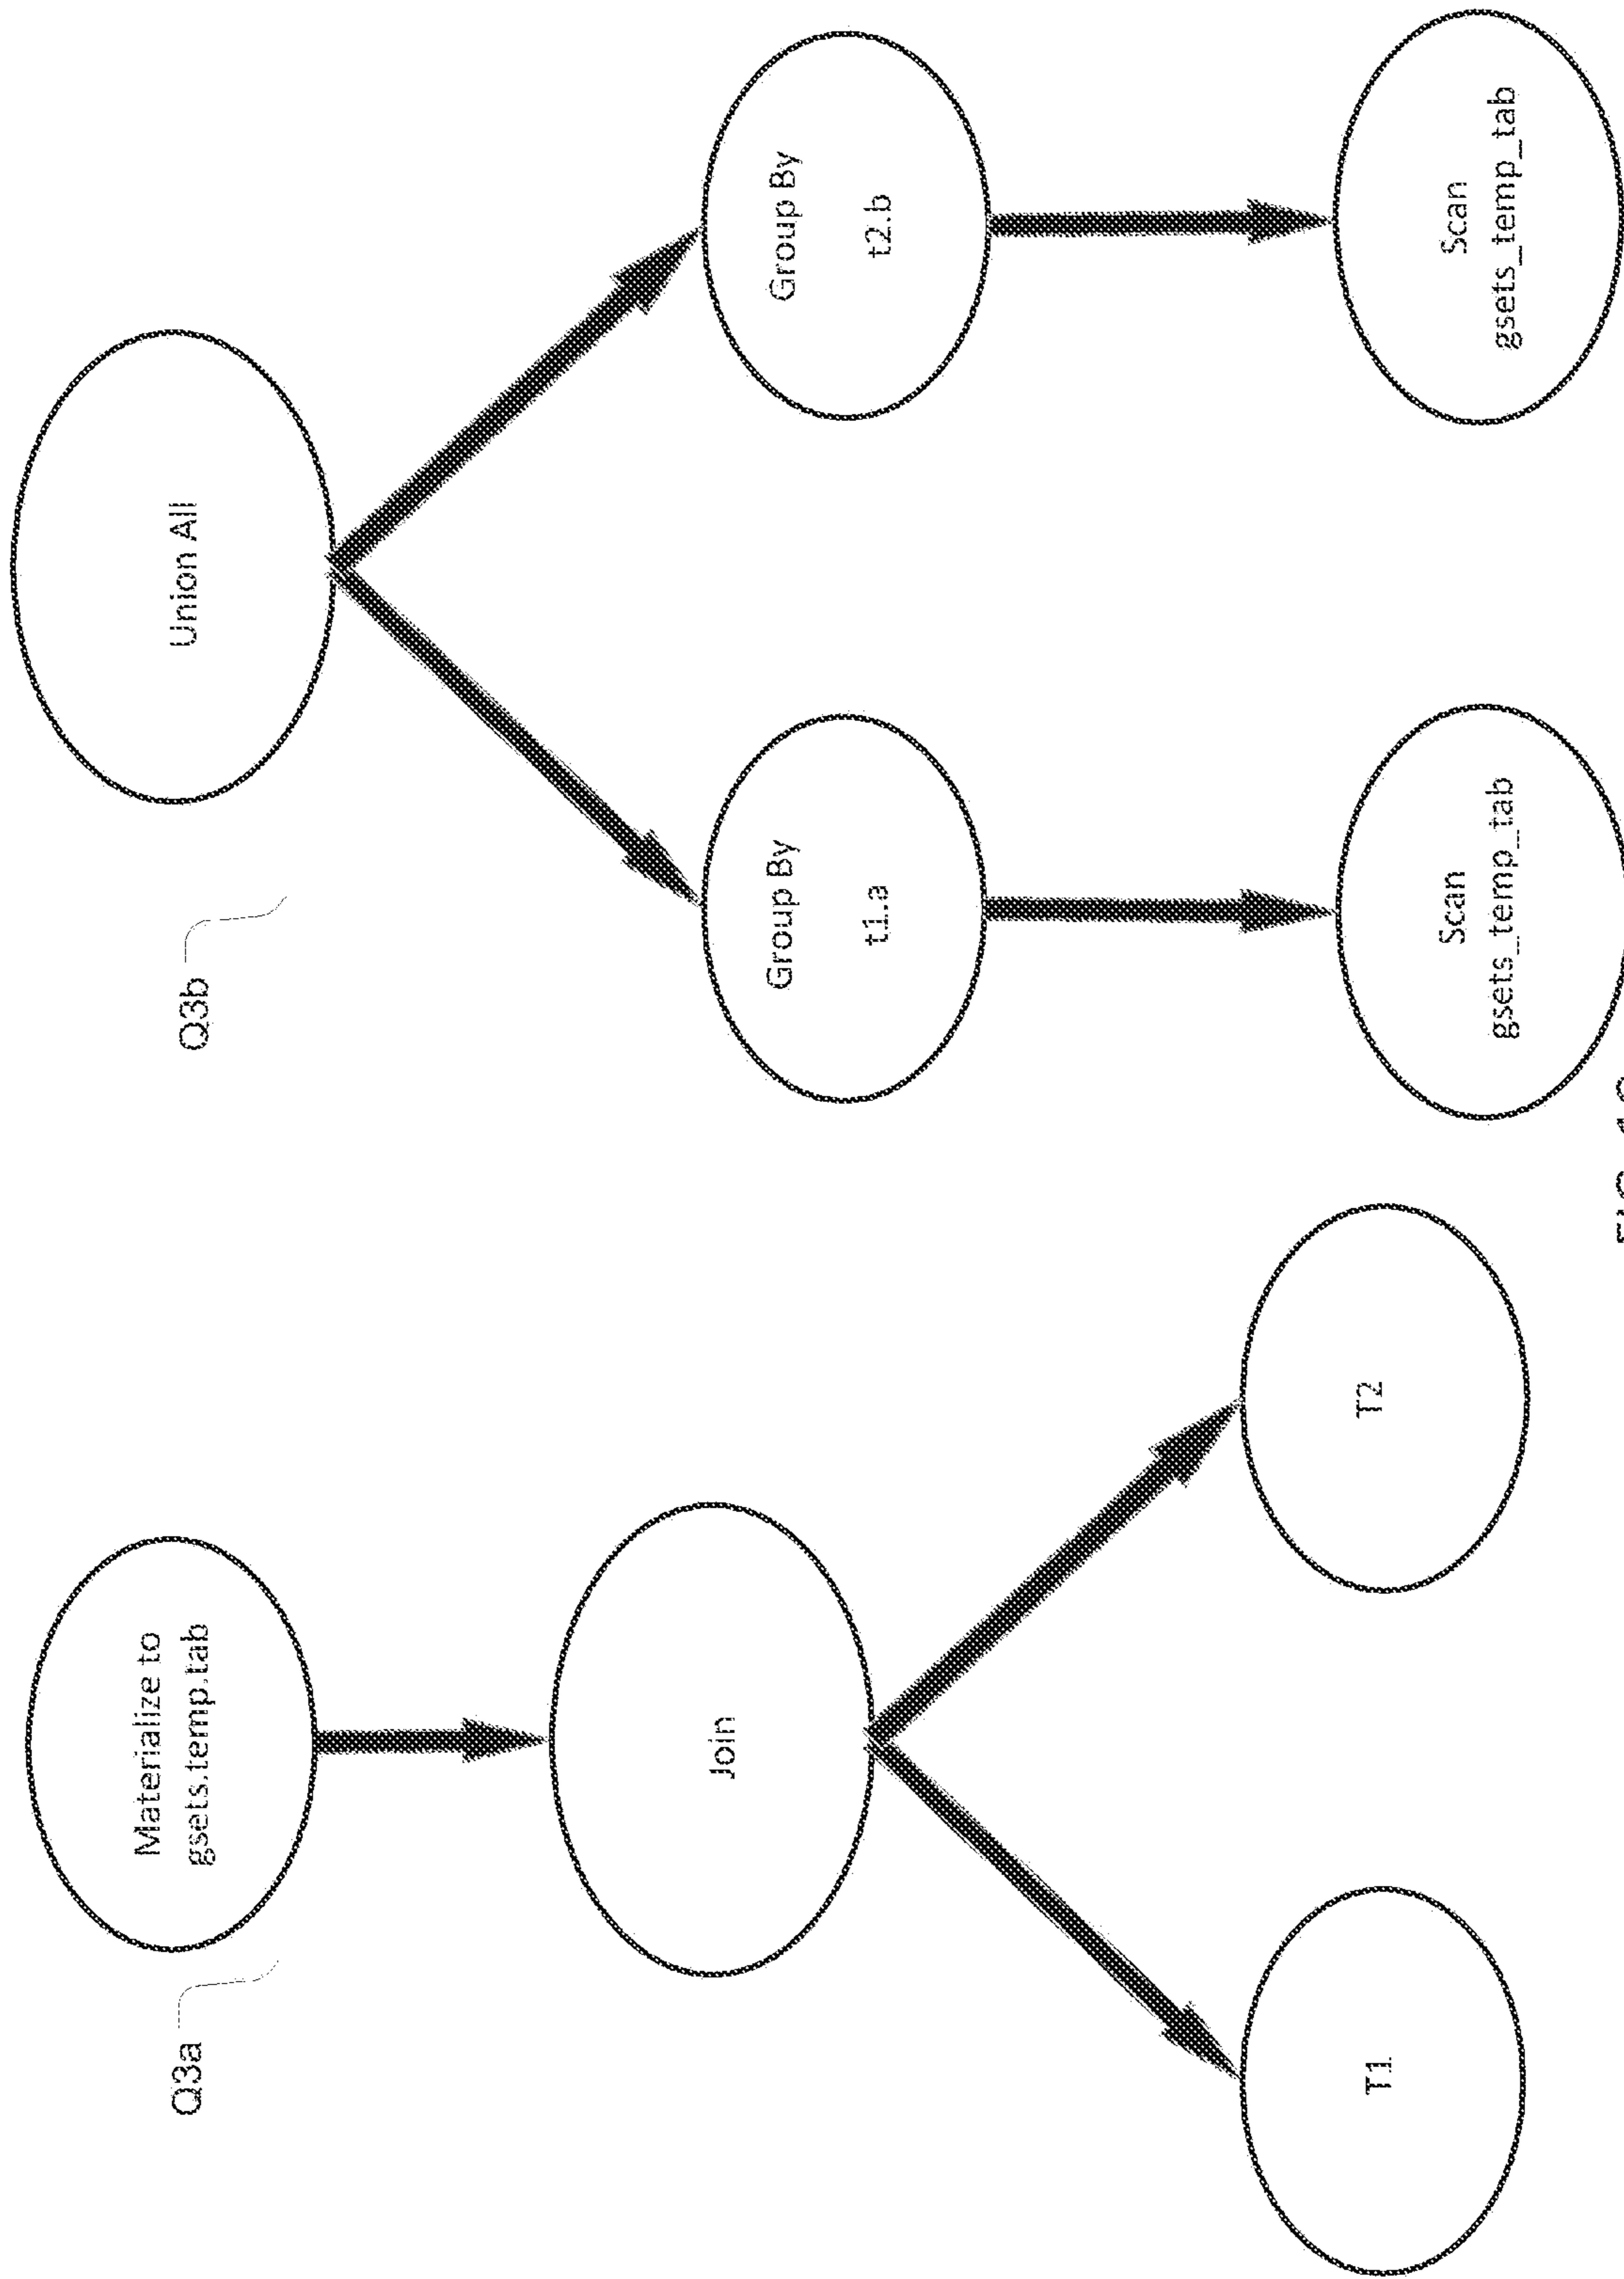 Q3a
Materialize to
gsets.temp.tab
Join
T1
T2
Q3b
Union All
Group By
t1.a
Group By
t2.b
Scan
gsets_temp_tab
Scan
gsets_temp_tab